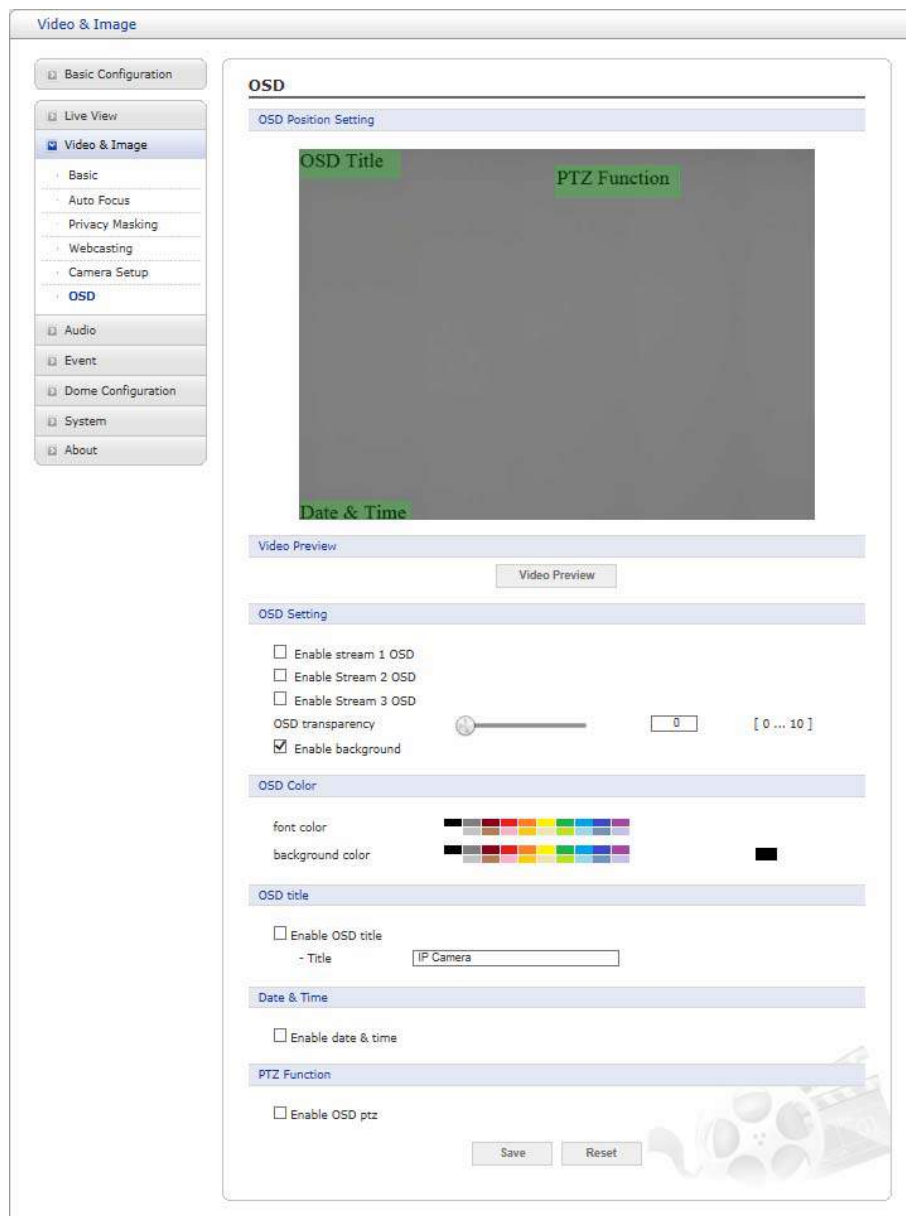 Video & Image
Basic Configuration
Live View
Video & Image
Basic
Auto Focus
Privacy Masking
Webcasting
Camera Setup
OSD
Audio
Event
Dome Configuration
System
About
OSD
OSD Position Setting
OSD Title
PTZ Function
Date & Time
Video Preview
Video Preview
OSD Setting
Enable stream 1 OSD
Enable Stream 2 OSD
Enable Stream 3 OSD
OSD transparency 0 [ 0 ... 10 ]
Enable background
OSD Color
font color
background color
OSD title
Enable OSD title
- Title IP Camera
Date & Time
Enable date & time
PTZ Function
Enable OSD ptz
Save Reset